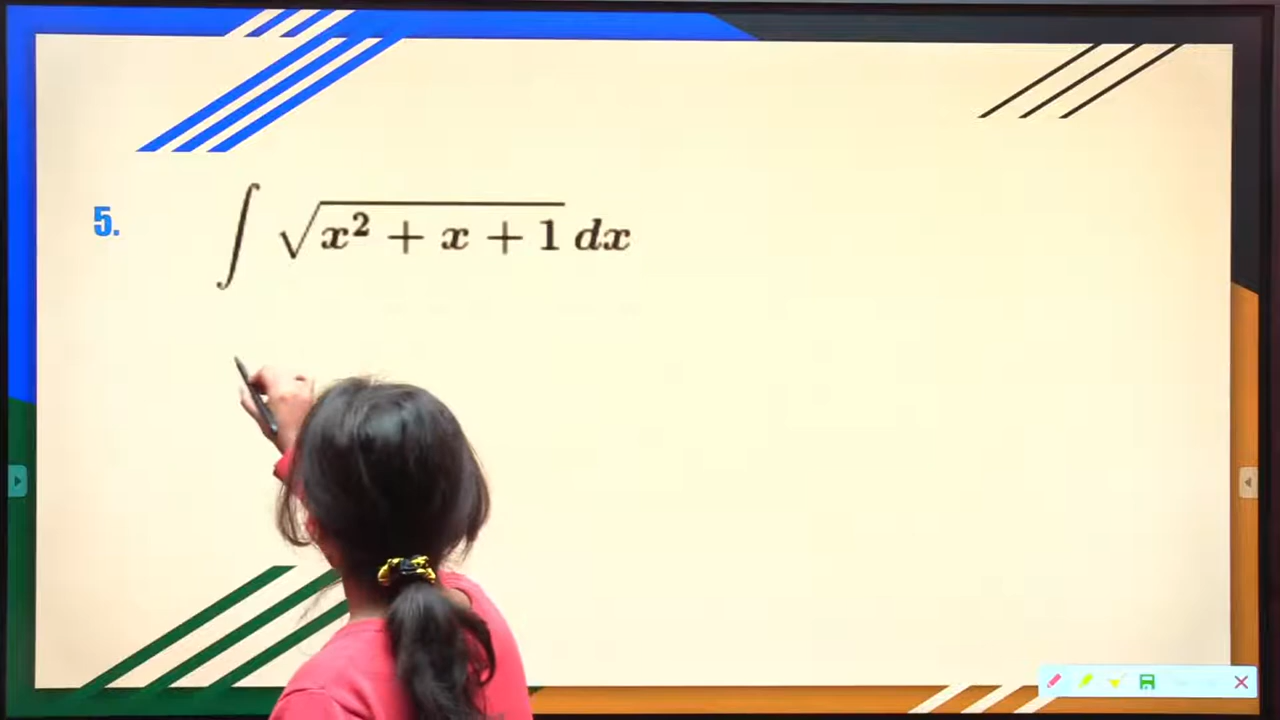 5. ∫ √(x² + x + 1) dx